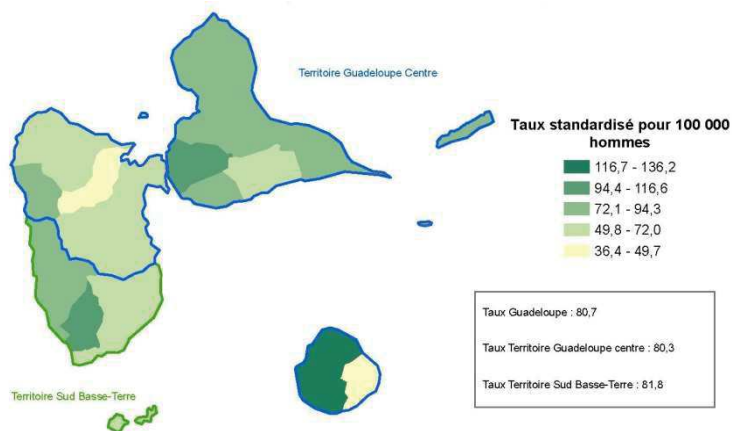 Territoire Guadeloupe Centre
Taux standardisé pour 100 000
hommes
116,7 - 136,2
94,4 - 116,6
72,1 - 94,3
49,8 - 72,0
36,4 - 49,7
Taux Guadeloupe : 80,7
Taux Territoire Guadeloupe centre : 80,3
Taux Territoire Sud Basse-Terre : 81,8
Territoire Sud Basse-Terre